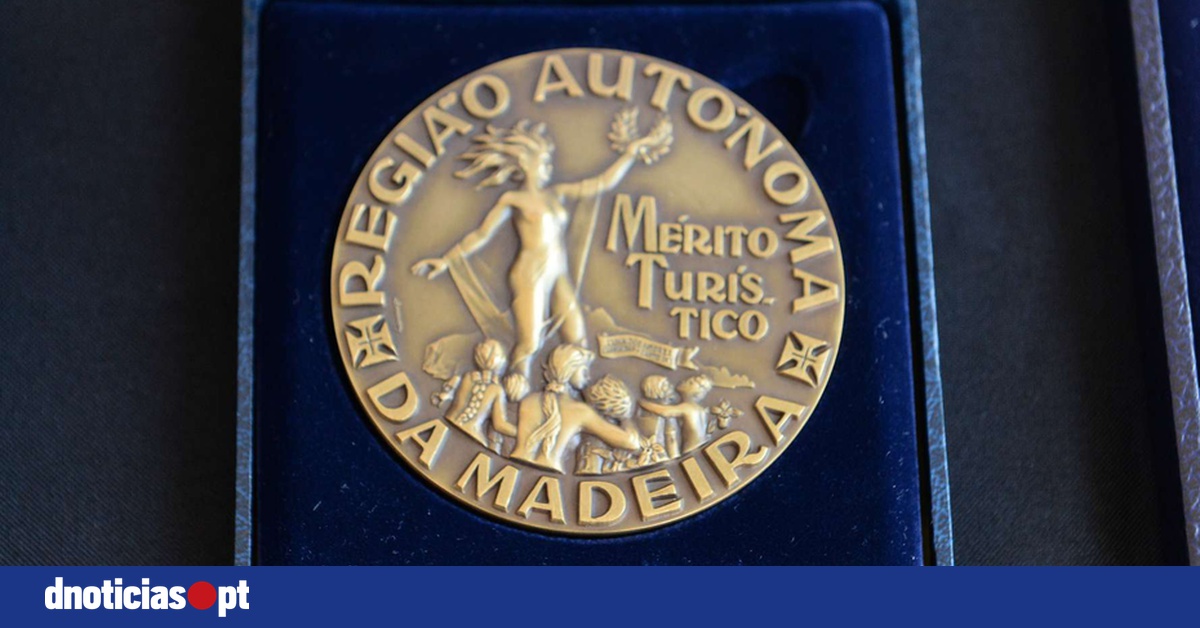 REGIÃO AUTÓNOMA
DA MADEIRA
MÉRITO
TURÍS-
TICO
dnoticias.pt